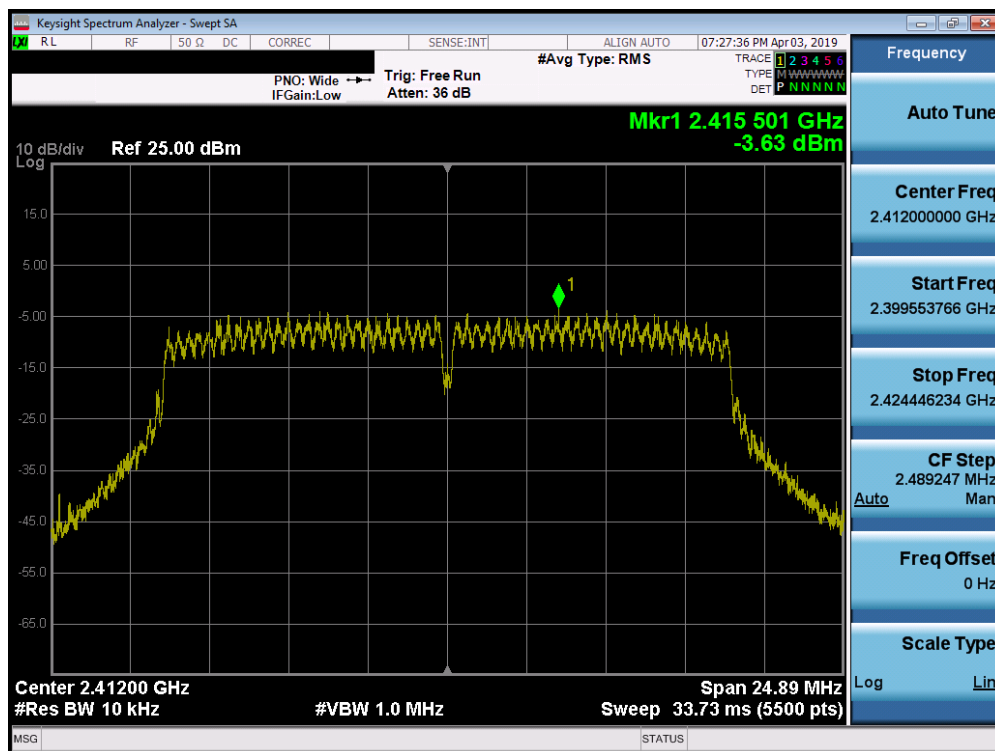 Keysight Spectrum Analyzer - Swept SA
LXI RL RF 50 Ω DC CORREC SENSE:INT ALIGN AUTO 07:27:36 PM Apr 03, 2019
#Avg Type: RMS
TRACE 1 2 3 4 5 6
TYPE M W W W W W
DET P N N N N N
PNO: Wide
IFGain:Low
Trig: Free Run
Atten: 36 dB
Mkr1 2.415 501 GHz
-3.63 dBm
10 dB/div
Log
Ref 25.00 dBm
15.0
5.00
-5.00
-15.0
-25.0
-35.0
-45.0
-55.0
-65.0
1
Center 2.41200 GHz
Span 24.89 MHz
#Res BW 10 kHz
#VBW 1.0 MHz
Sweep 33.73 ms (5500 pts)
MSG
STATUS
Frequency
Auto Tune
Center Freq
2.412000000 GHz
Start Freq
2.399553766 GHz
Stop Freq
2.424446234 GHz
CF Step
2.489247 MHz
Auto Man
Freq Offset
0 Hz
Scale Type
Log Lin